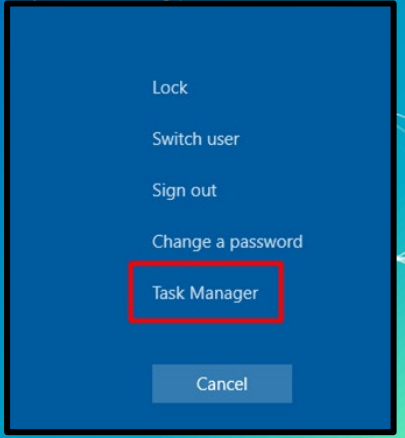 Lock
Switch user
Sign out
Change a password
Task Manager
Cancel